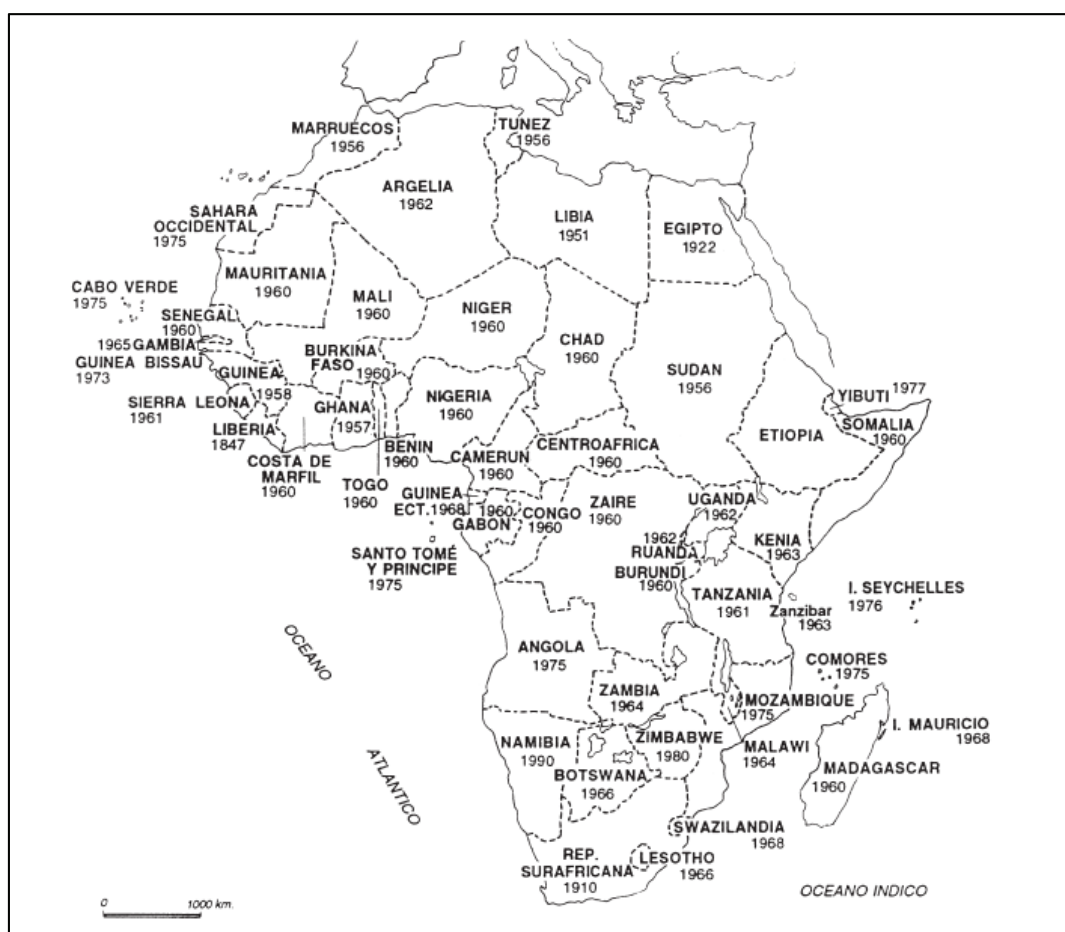 MARRUECOS
1956
TUNEZ
1956
ARGELIA
1962
LIBIA
1951
EGIPTO
1922
SAHARA
OCCIDENTAL
1975
MAURITANIA
1960
CABO VERDE
1975
MALI
1960
NIGER
1960
CHAD
1960
SUDAN
1956
SENEGAL
1960
1965 GAMBIA
GUINEA BISSAU
1973
GUINEA
1958
BURKINA
FASO 1960
SIERRA LEONA
1961
LIBERIA
1847
GHANA
1957
NIGERIA
1960
YIBUTI 1977
ETIOPIA
SOMALIA
1960
COSTA DE
MARFIL
1960
TOGO
1960
BENIN
1960
CAMERUN
1960
CENTROAFRICA
1960
GUINEA
ECT. 1968
1960
GABON
CONGO
1960
ZAIRE
1960
UGANDA
1962
KENIA
1963
1962
RUANDA
BURUNDI
1960
SANTO TOMÉ
Y PRINCIPE
1975
TANZANIA
1961
Zanzibar
1963
I. SEYCHELLES
1976
ANGOLA
1975
COMORES
1975
ZAMBIA
1964
MOZAMBIQUE
1975
MALAWI
1964
I. MAURICIO
1968
MADAGASCAR
1960
NAMIBIA
1990
ZIMBABWE
1980
BOTSWANA
1966
SWAZILANDIA
1968
REP.
SURAFRICANA
1910
LESOTHO
1966
OCEANO
ATLANTICO
OCEANO INDICO
0 1000 km.